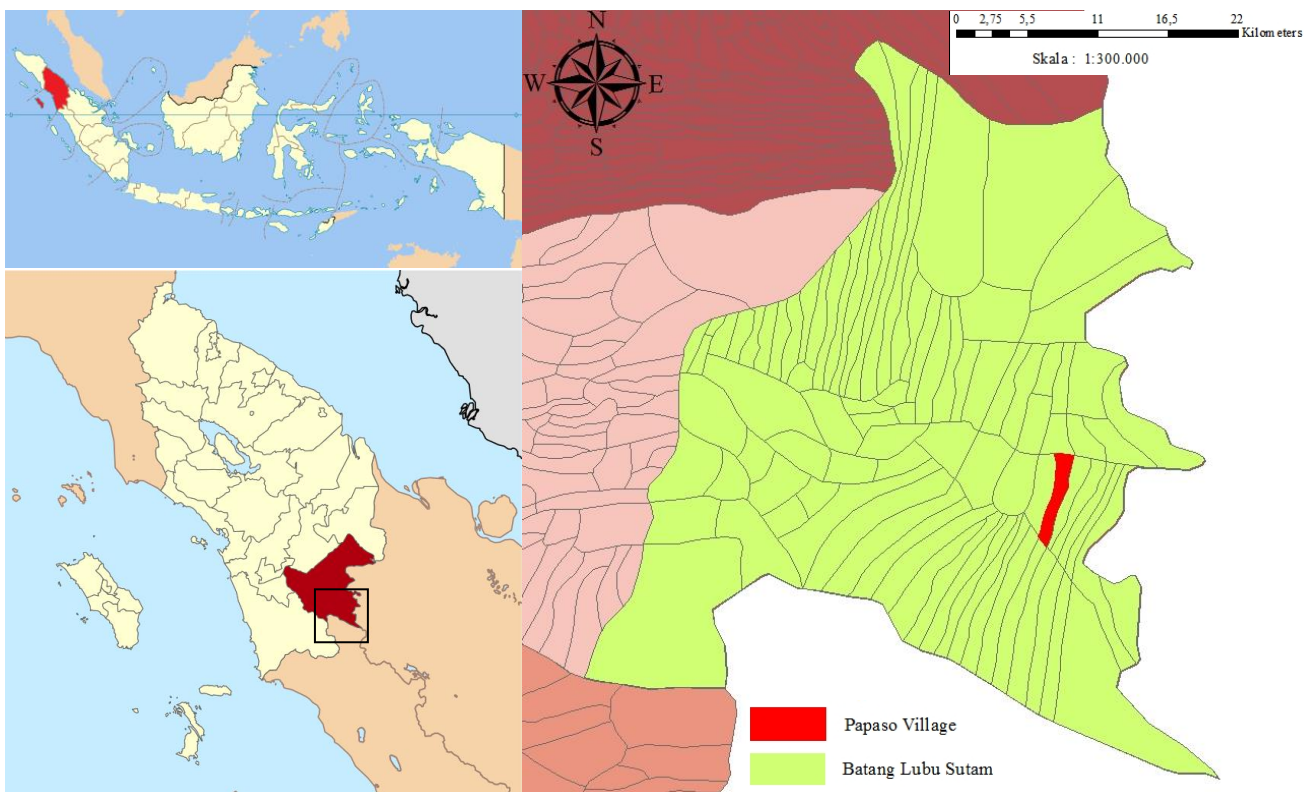 0 2,75 5,5 11 16,5 22
Kilometers
Skala : 1:300.000
N
W E
S
Papaso Village
Batang Lubu Sutam